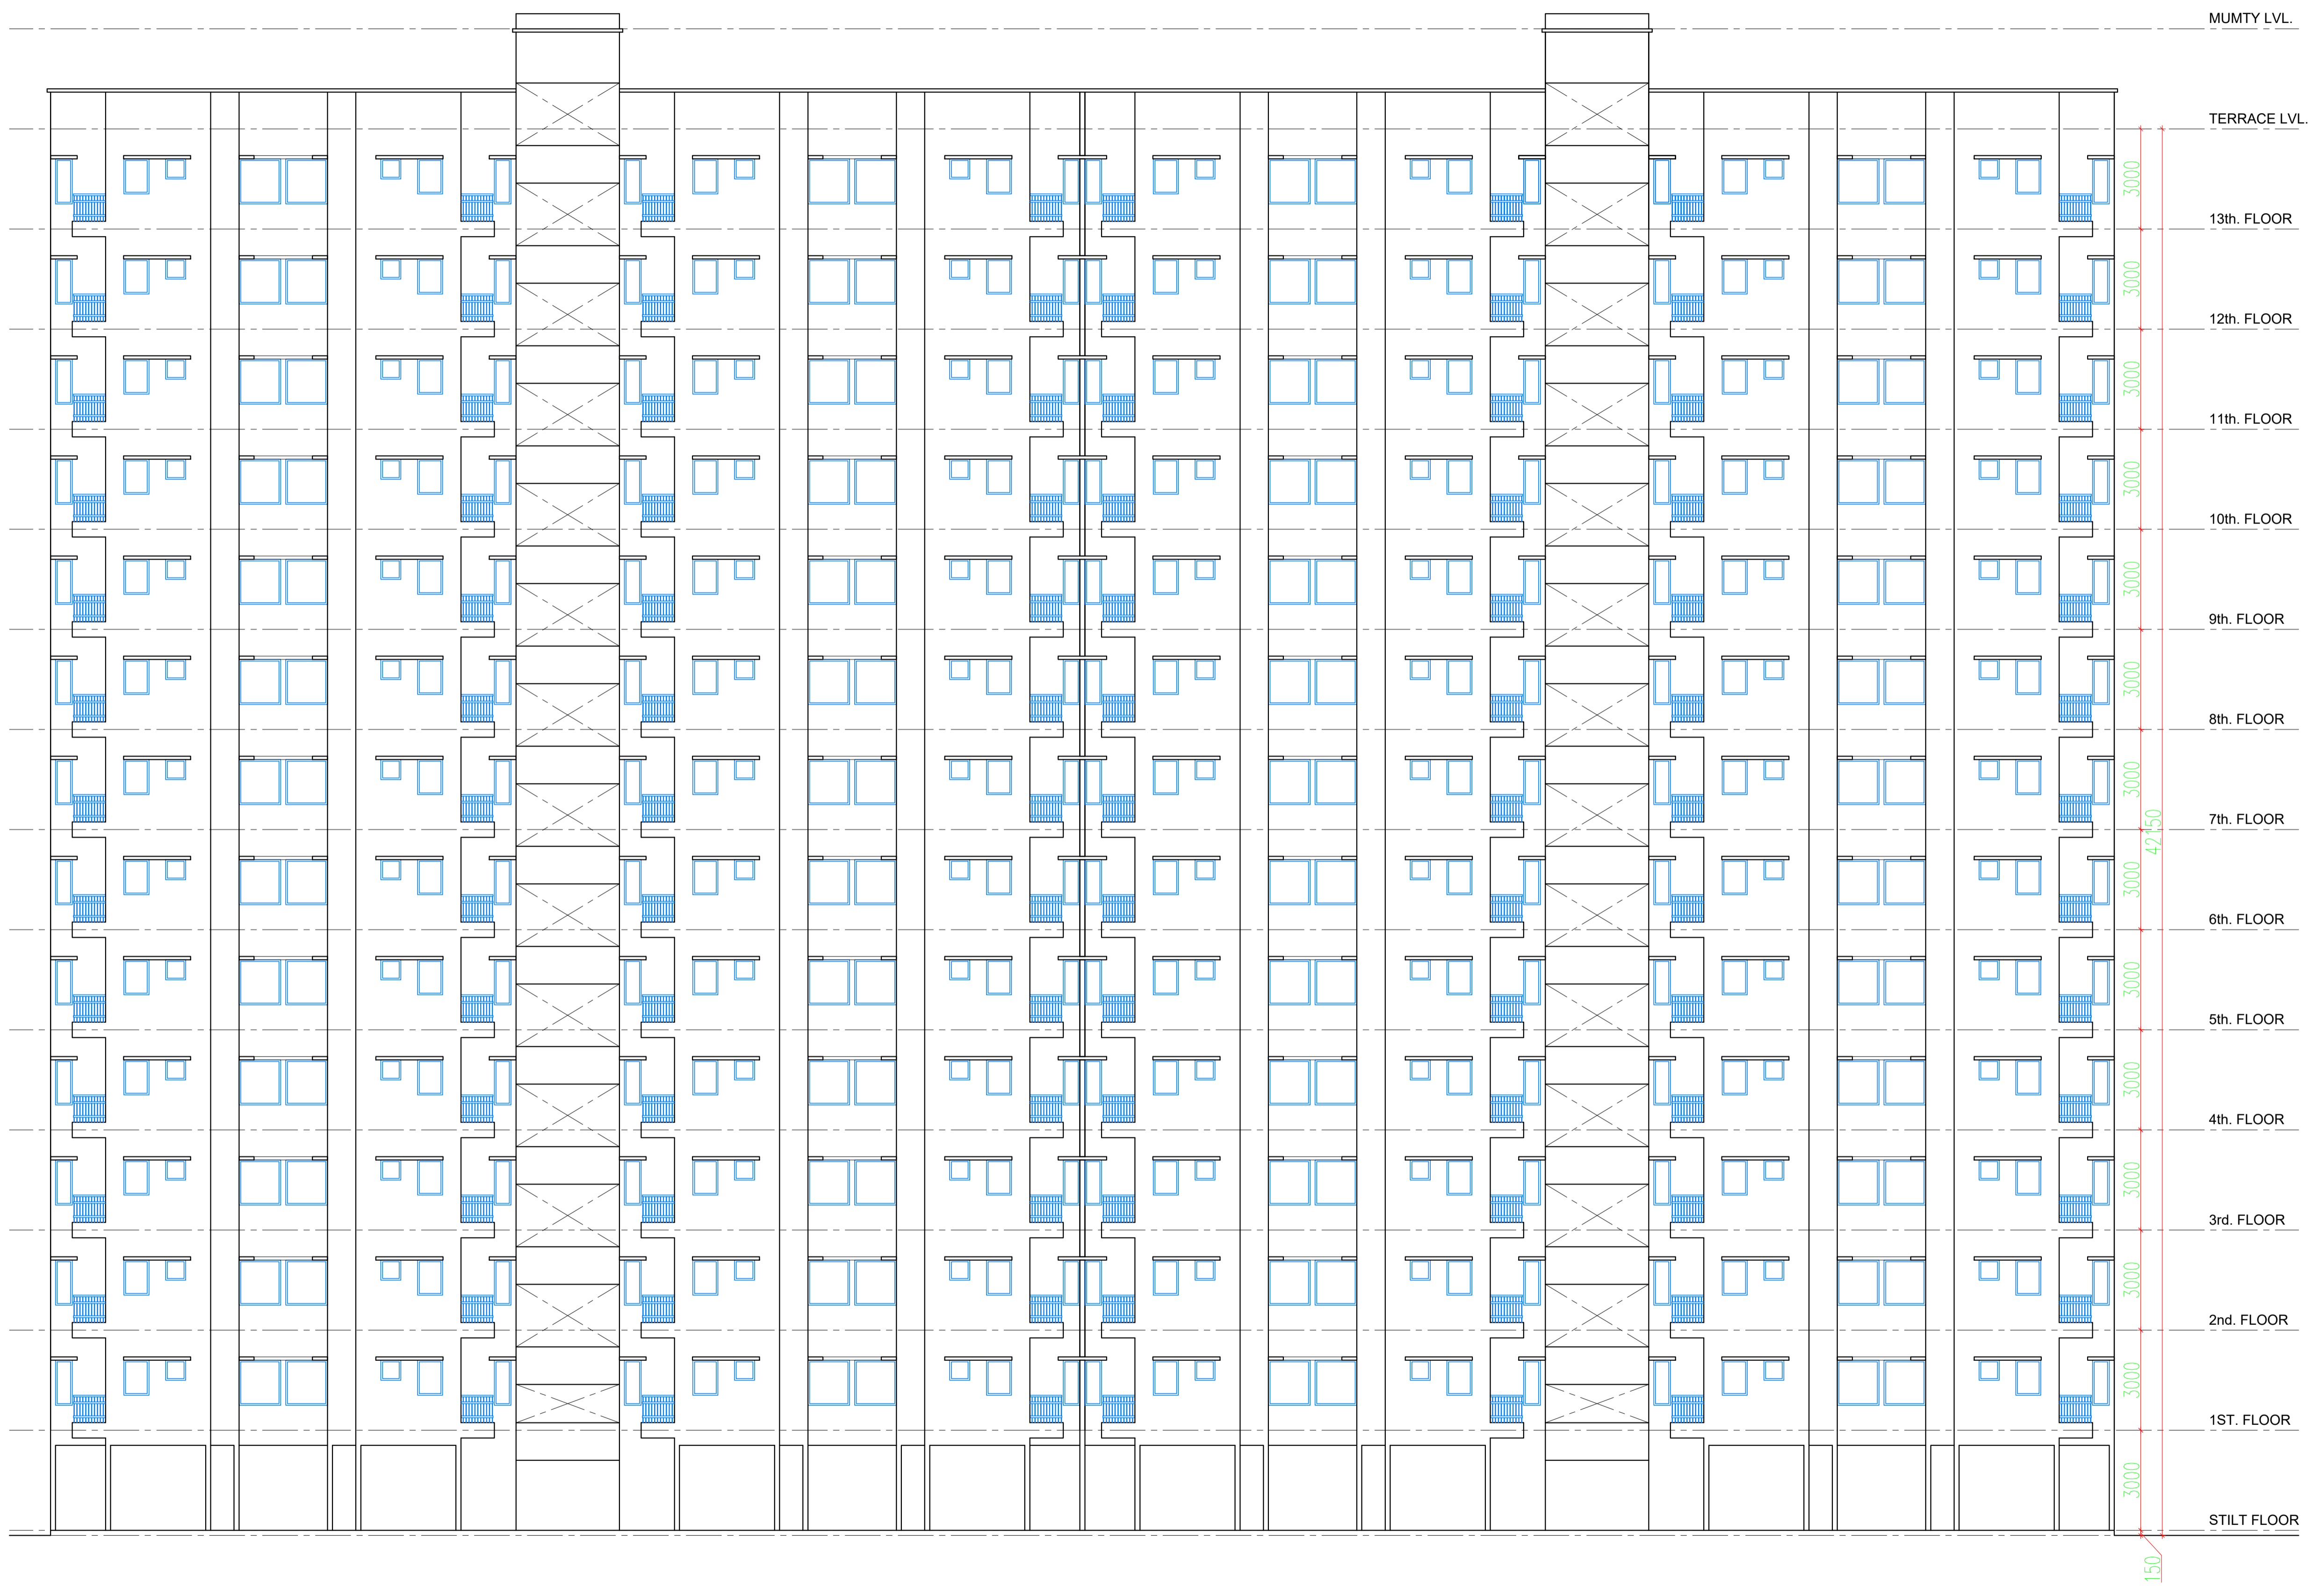 MUMTY LVL.
TERRACE LVL.
3000
13th. FLOOR
3000
12th. FLOOR
3000
11th. FLOOR
3000
10th. FLOOR
3000
9th. FLOOR
3000
8th. FLOOR
3000
7th. FLOOR
42150
3000
6th. FLOOR
3000
5th. FLOOR
3000
4th. FLOOR
3000
3rd. FLOOR
3000
2nd. FLOOR
3000
1ST. FLOOR
3000
STILT FLOOR
150